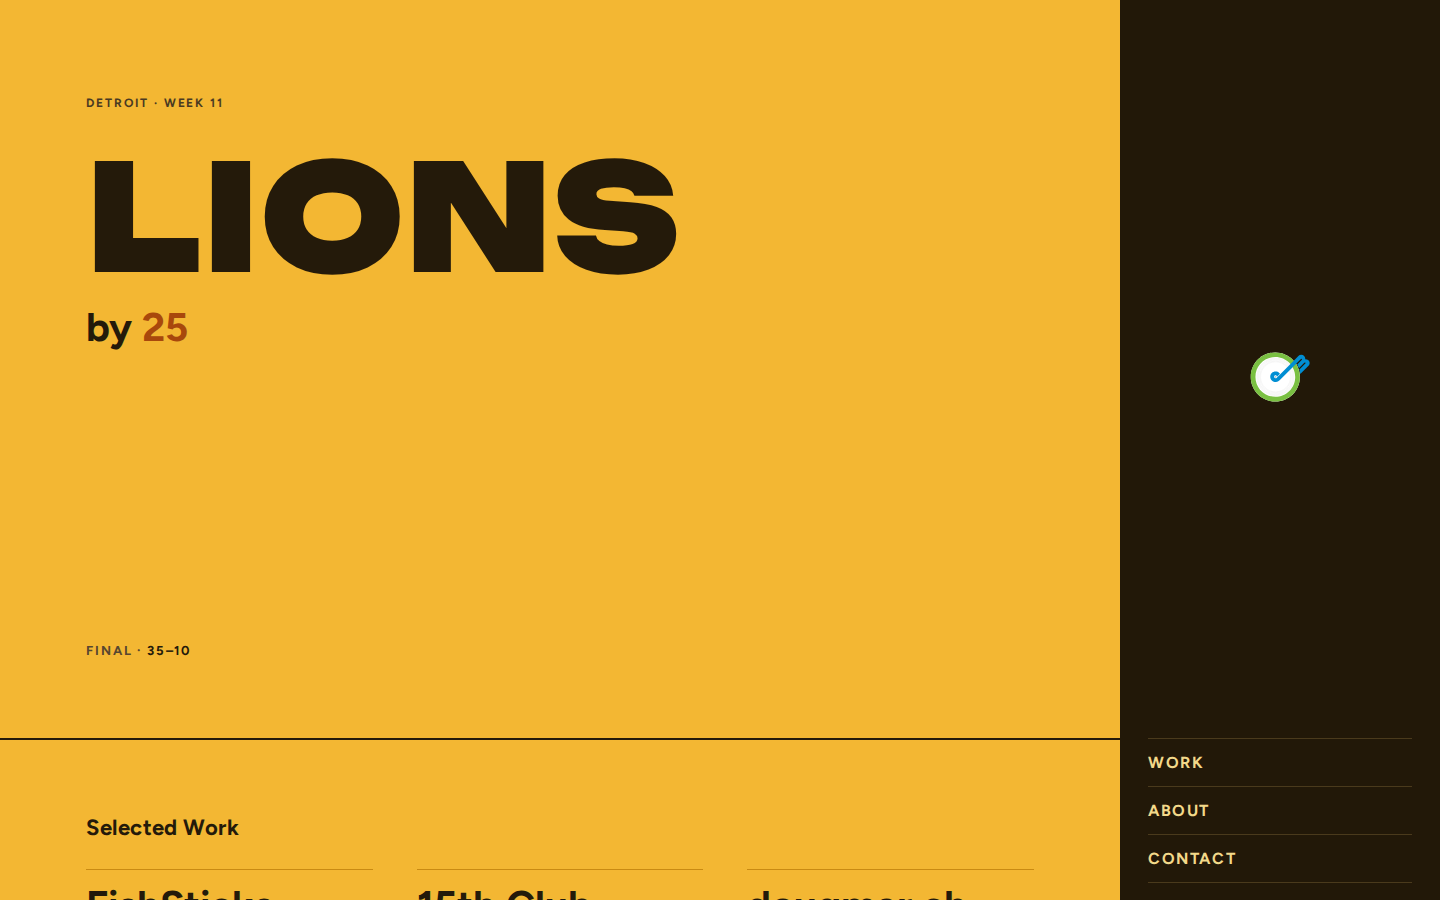 DETROIT · WEEK 11
LIONS
by 25
FINAL · 35–10
Selected Work
WORK
ABOUT
CONTACT